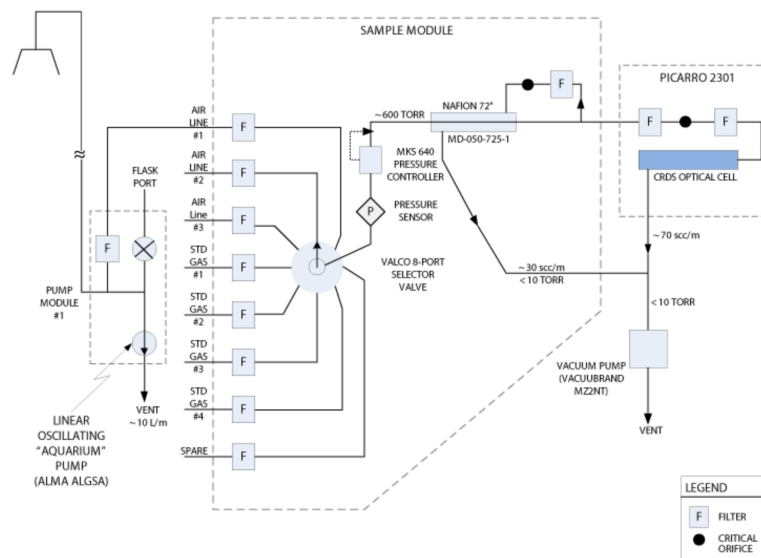 SAMPLE MODULE
PICARRO 2301
AIR
LINE
#1
F
AIR
LINE
#2
F
AIR
Line
#3
F
STD
GAS
#1
F
STD
GAS
#2
F
STD
GAS
#3
F
STD
GAS
#4
F
SPARE
F
FLASK
PORT
F
PUMP
MODULE
#1
VENT
~10 L/m
LINEAR
OSCILLATING
"AQUARIUM"
PUMP
(ALMA ALGSA)
~600 TORR
NAFION 72"
MD-050-725-1
F
MKS 640
PRESSURE
CONTROLLER
P
PRESSURE
SENSOR
VALCO 8-PORT
SELECTOR
VALVE
F
F
CRDS OPTICAL CELL
~70 scc/m
~30 scc/m
<10 TORR
<10 TORR
VACUUM PUMP
(VACUUBRAND
MZ2NT)
VENT
LEGEND
F
FILTER
CRITICAL
ORIFICE